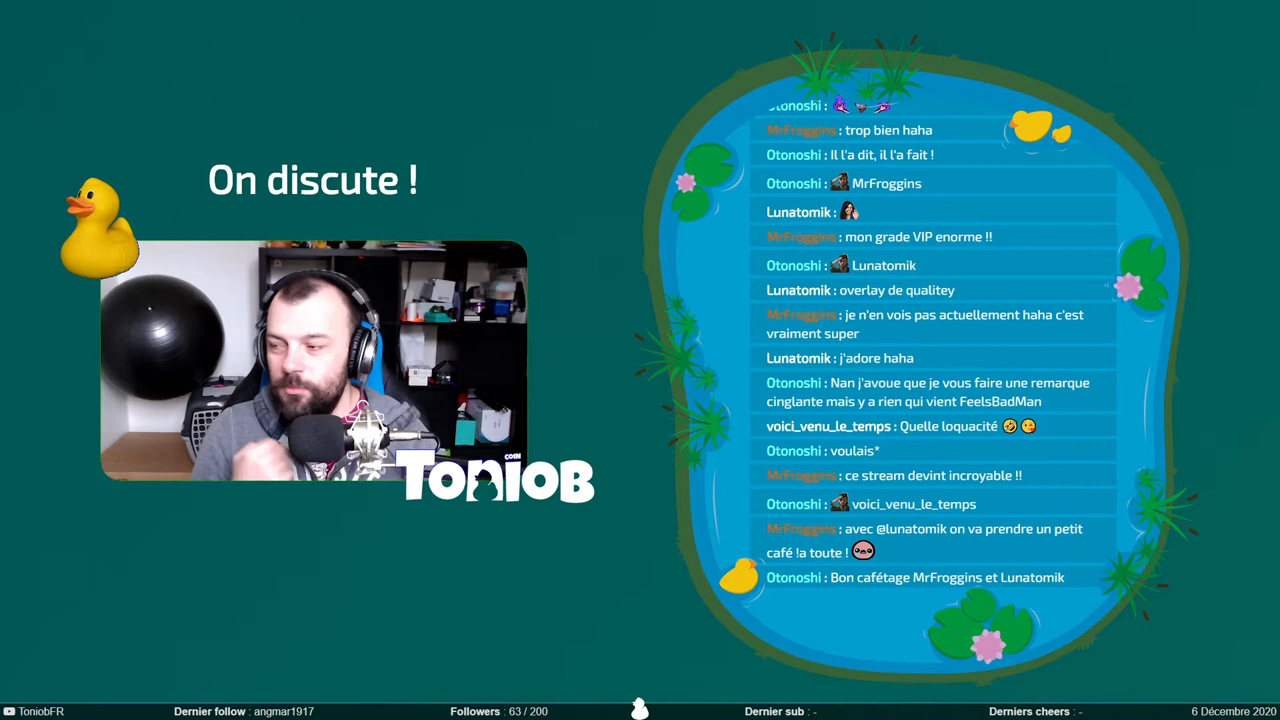 On discute !
COIN
TONIOB
Otonoshi :
MrFroggins : trop bien haha
Otonoshi : Il l'a dit, il l'a fait !
Otonoshi : MrFroggins
Lunatomik :
MrFroggins : mon grade VIP enorme !!
Otonoshi : Lunatomik
Lunatomik : overlay de qualitey
MrFroggins : je n'en vois pas actuellement haha c'est
vraiment super
Lunatomik : j'adore haha
Otonoshi : Nan j'avoue que je vous faire une remarque
cinglante mais y a rien qui vient FeelsBadMan
voici_venu_le_temps : Quelle loquacité 🤣 😘
Otonoshi : voulais*
MrFroggins : ce stream devint incroyable !!
Otonoshi : voici_venu_le_temps
MrFroggins : avec @lunatomik on va prendre un petit
café !a toute !
Otonoshi : Bon cafétage MrFroggins et Lunatomik
ToniobFR
Dernier follow : angmar1917
Followers : 63 / 200
Dernier sub : -
Derniers cheers : -
6 Décembre 2020